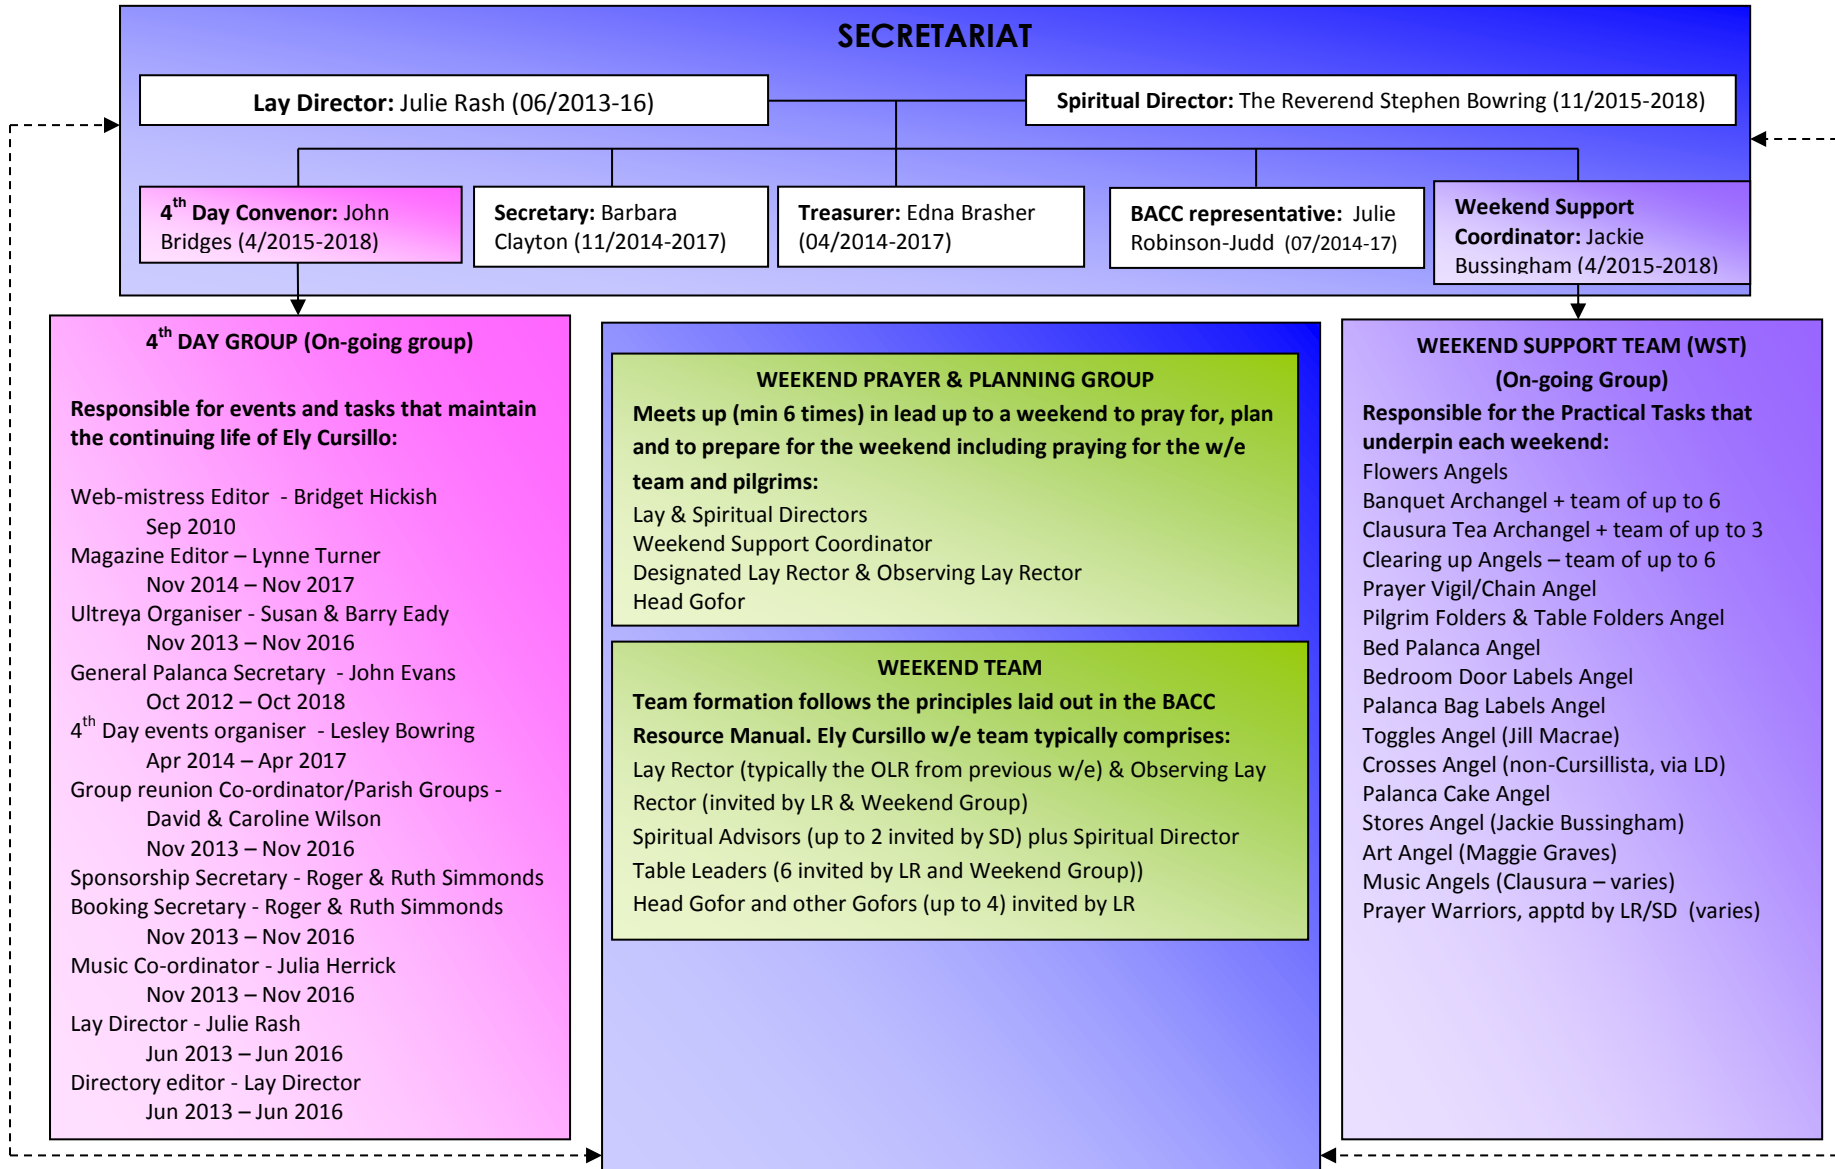 SECRETARIAT
Lay Director: Julie Rash (06/2013-16)
Spiritual Director: The Reverend Stephen Bowring (11/2015-2018)
4th Day Convenor: John
Bridges (4/2015-2018)
Secretary: Barbara
Clayton (11/2014-2017)
Treasurer: Edna Brasher
(04/2014-2017)
BACC representative: Julie
Robinson-Judd (07/2014-17)
Weekend Support
Coordinator: Jackie
Bussingham (4/2015-2018)
4th DAY GROUP (On-going group)
Responsible for events and tasks that maintain
the continuing life of Ely Cursillo:
Web-mistress Editor - Bridget Hickish
Sep 2010
Magazine Editor – Lynne Turner
Nov 2014 – Nov 2017
Ultreya Organiser - Susan & Barry Eady
Nov 2013 – Nov 2016
General Palanca Secretary - John Evans
Oct 2012 – Oct 2018
4th Day events organiser - Lesley Bowring
Apr 2014 – Apr 2017
Group reunion Co-ordinator/Parish Groups -
David & Caroline Wilson
Nov 2013 – Nov 2016
Sponsorship Secretary - Roger & Ruth Simmonds
Booking Secretary - Roger & Ruth Simmonds
Nov 2013 – Nov 2016
Music Co-ordinator - Julia Herrick
Nov 2013 – Nov 2016
Lay Director - Julie Rash
Jun 2013 – Jun 2016
Directory editor - Lay Director
Jun 2013 – Jun 2016
WEEKEND PRAYER & PLANNING GROUP
Meets up (min 6 times) in lead up to a weekend to pray for, plan
and to prepare for the weekend including praying for the w/e
team and pilgrims:
Lay & Spiritual Directors
Weekend Support Coordinator
Designated Lay Rector & Observing Lay Rector
Head Gofor
WEEKEND TEAM
Team formation follows the principles laid out in the BACC
Resource Manual. Ely Cursillo w/e team typically comprises:
Lay Rector (typically the OLR from previous w/e) & Observing Lay
Rector (invited by LR & Weekend Group)
Spiritual Advisors (up to 2 invited by SD) plus Spiritual Director
Table Leaders (6 invited by LR and Weekend Group))
Head Gofor and other Gofors (up to 4) invited by LR
WEEKEND SUPPORT TEAM (WST)
(On-going Group)
Responsible for the Practical Tasks that
underpin each weekend:
Flowers Angels
Banquet Archangel + team of up to 6
Clausura Tea Archangel + team of up to 3
Clearing up Angels – team of up to 6
Prayer Vigil/Chain Angel
Pilgrim Folders & Table Folders Angel
Bed Palanca Angel
Bedroom Door Labels Angel
Palanca Bag Labels Angel
Toggles Angel (Jill Macrae)
Crosses Angel (non-Cursillista, via LD)
Palanca Cake Angel
Stores Angel (Jackie Bussingham)
Art Angel (Maggie Graves)
Music Angels (Clausura – varies)
Prayer Warriors, apptd by LR/SD (varies)